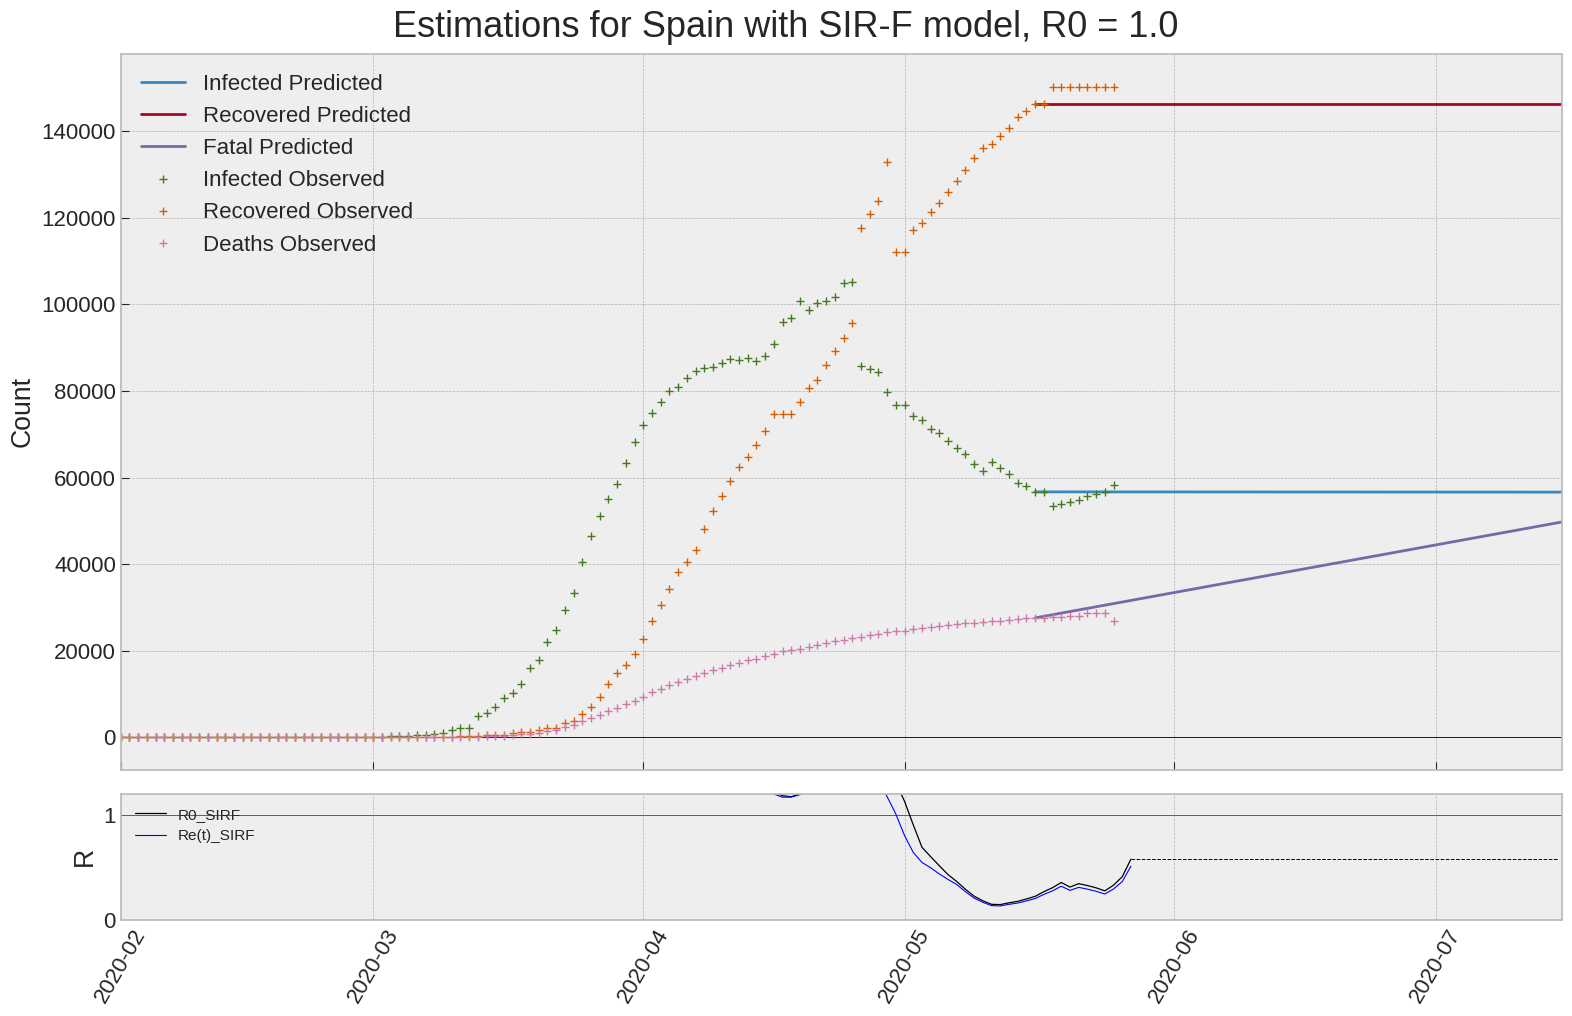 Estimations for Spain with SIR-F model, R0 = 1.0
Infected Predicted
Recovered Predicted
Fatal Predicted
Infected Observed
Recovered Observed
Deaths Observed
140000
120000
100000
80000
60000
40000
20000
0
Count
R0_SIRF
Re(t)_SIRF
1
0
R
2020-02
2020-03
2020-04
2020-05
2020-06
2020-07